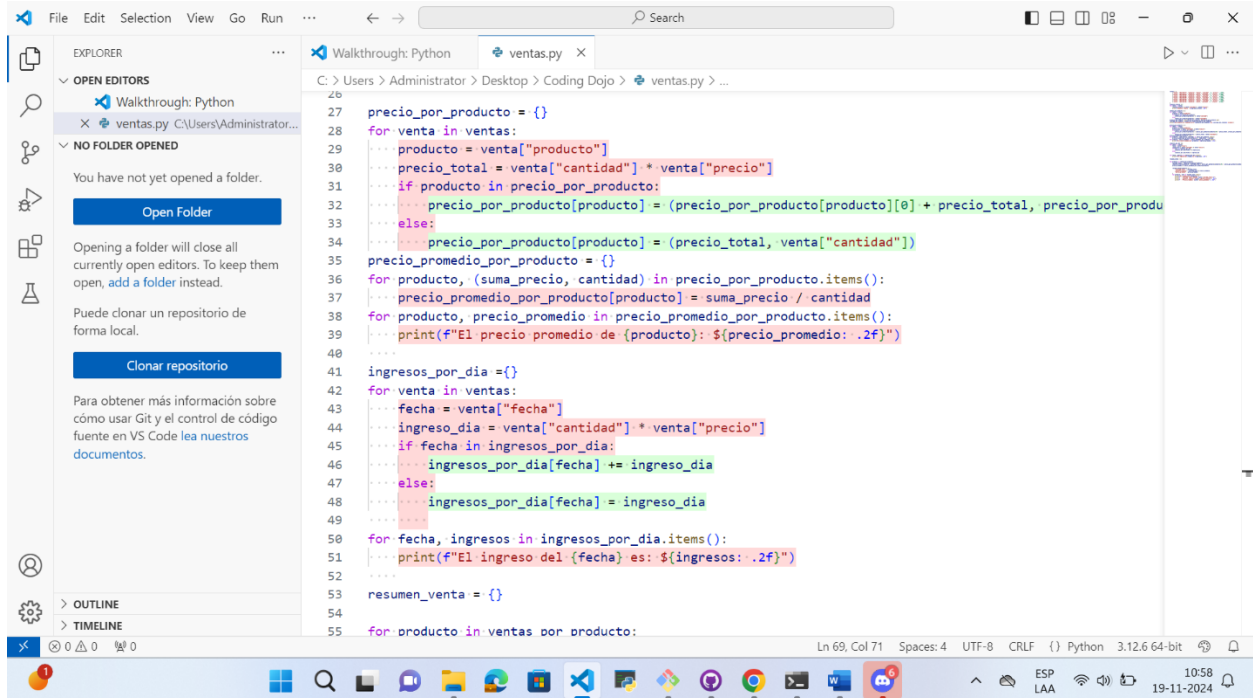 File Edit Selection View Go Run ··· Search
EXPLORER ···
OPEN EDITORS
Walkthrough: Python
ventas.py C:\Users\Administrator...
NO FOLDER OPENED
You have not yet opened a folder.
Open Folder
Opening a folder will close all
currently open editors. To keep them
open, add a folder instead.
Puede clonar un repositorio de
forma local.
Clonar repositorio
Para obtener más información sobre
cómo usar Git y el control de código
fuente en VS Code lea nuestros
documentos.
OUTLINE
TIMELINE
Walkthrough: Python ventas.py
C: > Users > Administrator > Desktop > Coding Dojo > ventas.py > ...
26
27 precio_por_producto = {}
28 for venta in ventas:
29     producto = venta["producto"]
30     precio_total = venta["cantidad"] * venta["precio"]
31     if producto in precio_por_producto:
32         precio_por_producto[producto] = (precio_por_producto[producto][0] + precio_total, precio_por_produ
33     else:
34         precio_por_producto[producto] = (precio_total, venta["cantidad"])
35 precio_promedio_por_producto = {}
36 for producto, (suma_precio, cantidad) in precio_por_producto.items():
37     precio_promedio_por_producto[producto] = suma_precio / cantidad
38 for producto, precio_promedio in precio_promedio_por_producto.items():
39     print(f"El precio promedio de {producto}: ${precio_promedio: .2f}")
40
41 ingresos_por_dia ={}
42 for venta in ventas:
43     fecha = venta["fecha"]
44     ingreso_dia = venta["cantidad"] * venta["precio"]
45     if fecha in ingresos_por_dia:
46         ingresos_por_dia[fecha] += ingreso_dia
47     else:
48         ingresos_por_dia[fecha] = ingreso_dia
49
50 for fecha, ingresos in ingresos_por_dia.items():
51     print(f"El ingreso del {fecha} es: ${ingresos: .2f}")
52
53 resumen_venta = {}
54
55 for producto in ventas_por_producto:
0 0 0 Ln 69, Col 71 Spaces: 4 UTF-8 CRLF {} Python 3.12.6 64-bit
1 6 ESP LAA 10:58
19-11-2024